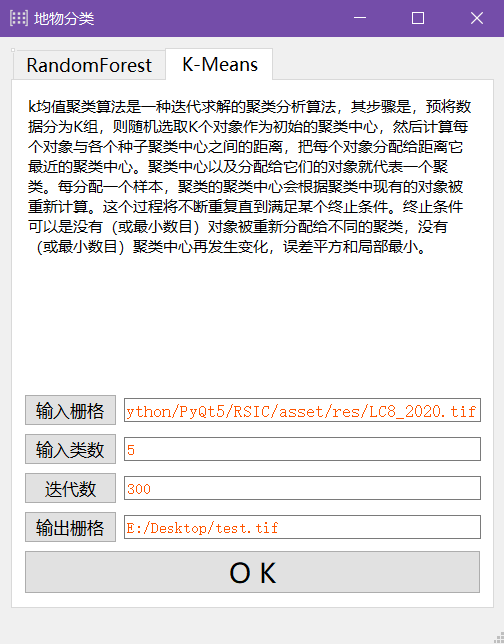 地物分类
RandomForest
K-Means
k均值聚类算法是一种迭代求解的聚类分析算法，其步骤是，预将数
据分为K组，则随机选取K个对象作为初始的聚类中心，然后计算每
个对象与各个种子聚类中心之间的距离，把每个对象分配给距离它
最近的聚类中心。聚类中心以及分配给它们的对象就代表一个聚
类。每分配一个样本，聚类的聚类中心会根据聚类中现有的对象被
重新计算。这个过程将不断重复直到满足某个终止条件。终止条件
可以是没有（或最小数目）对象被重新分配给不同的聚类，没有
（或最小数目）聚类中心再发生变化，误差平方和局部最小。
输入栅格
ython/PyQt5/RSIC/asset/res/LC8_2020.tif
输入类数
5
迭代数
300
输出栅格
E:/Desktop/test.tif
O K